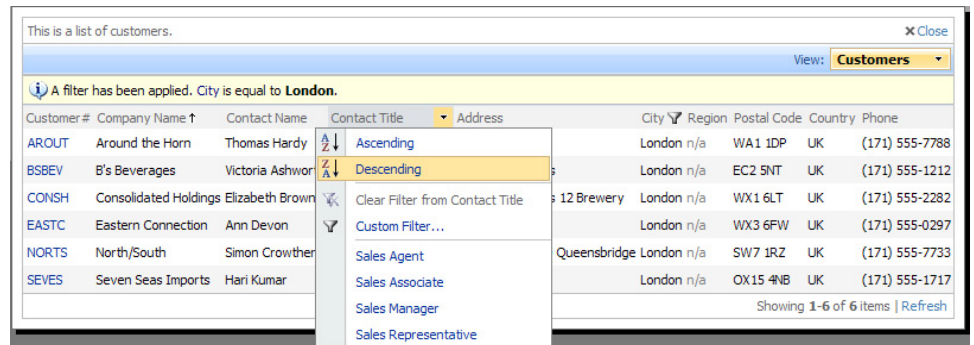 This is a list of customers. Close
View: Customers
A filter has been applied. City is equal to London.
Customer# Company Name Contact Name Contact Title Address City Region Postal Code Country Phone
AROUT Around the Horn Thomas Hardy Ascending London n/a WA1 1DP UK (171) 555-7788
BSBEV B's Beverages Victoria Ashwor Descending London n/a EC2 5NT UK (171) 555-1212
CONSH Consolidated Holdings Elizabeth Brown Clear Filter from Contact Title 12 Brewery London n/a WX1 6LT UK (171) 555-2282
EASTC Eastern Connection Ann Devon Custom Filter... London n/a WX3 6FW UK (171) 555-0297
NORTS North/South Simon Crowther Sales Agent Queensbridge London n/a SW7 1RZ UK (171) 555-7733
SEVES Seven Seas Imports Hari Kumar Sales Associate London n/a OX15 4NB UK (171) 555-1717
Sales Manager Showing 1-6 of 6 items | Refresh
Sales Representative